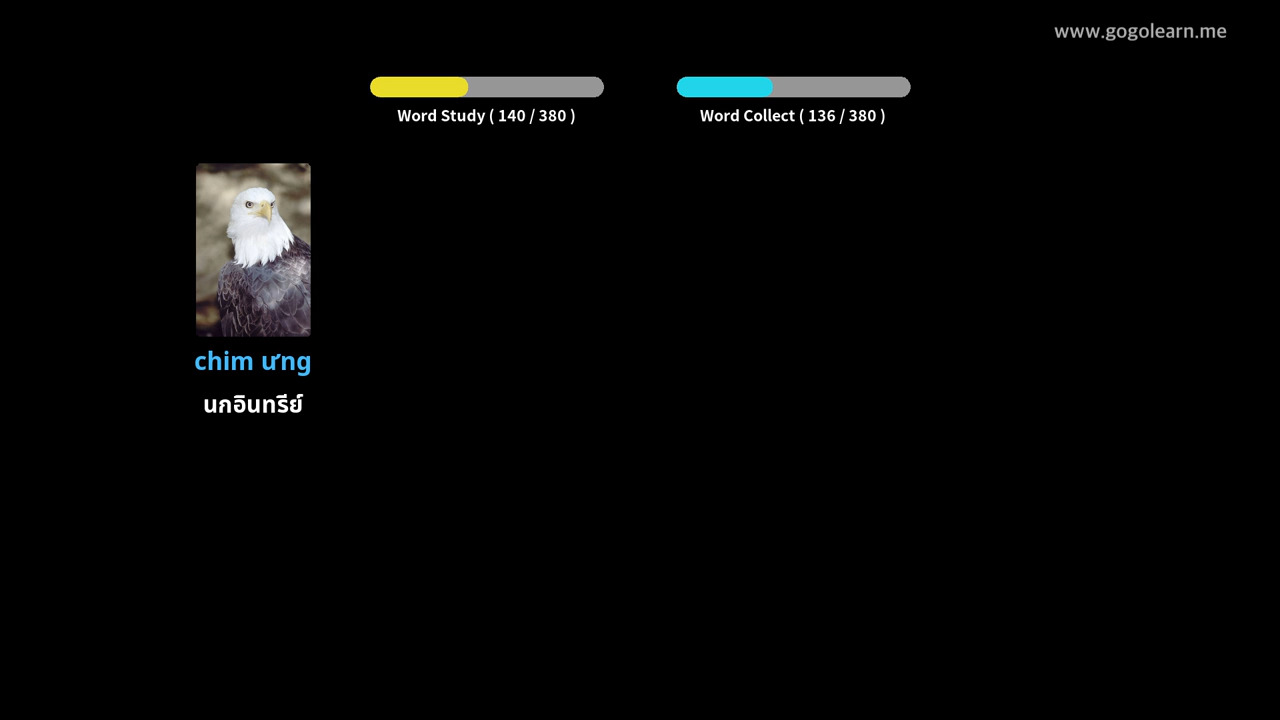 www.gogolearn.me
Word Study ( 140 / 380 )
Word Collect ( 136 / 380 )
chim ưng
นกอินทรีย์